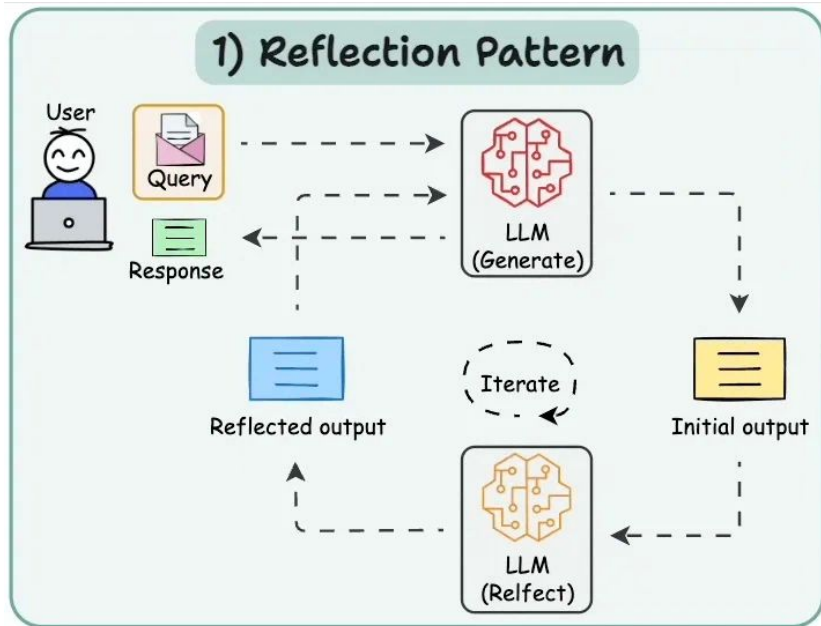 1) Reflection Pattern
User
Query
Response
LLM
(Generate)
Reflected output
Iterate
Initial output
LLM
(Relfect)